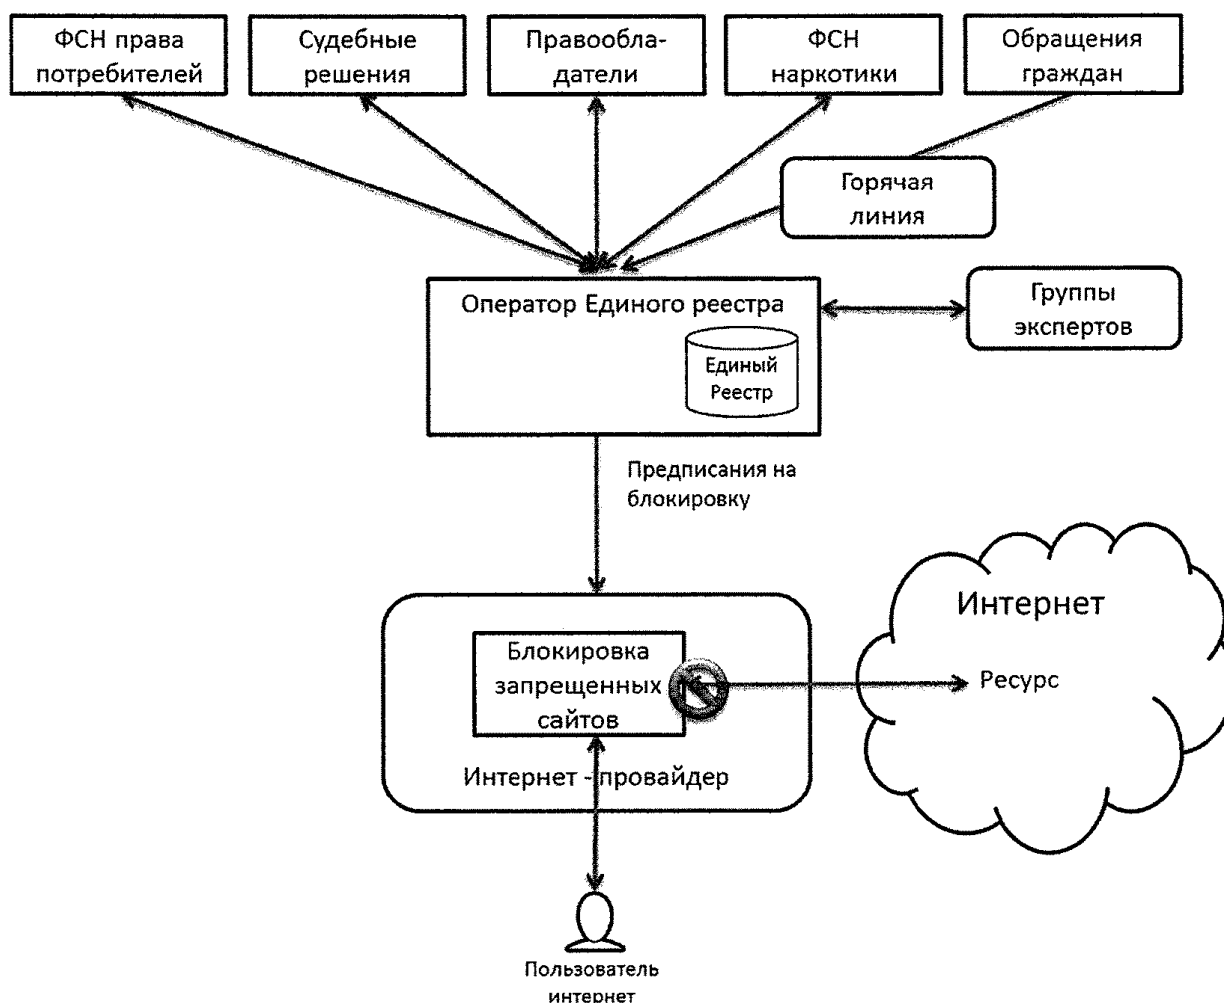 ФСН права
потребителей
Судебные
решения
Правообла-
датели
ФСН
наркотики
Обращения
граждан
Горячая
линия
Оператор Единого реестра
Единый
Реестр
Группы
экспертов
Предписания на
блокировку
Интернет
Ресурс
Блокировка
запрещенных
сайтов
Интернет - провайдер
Пользователь
интернет